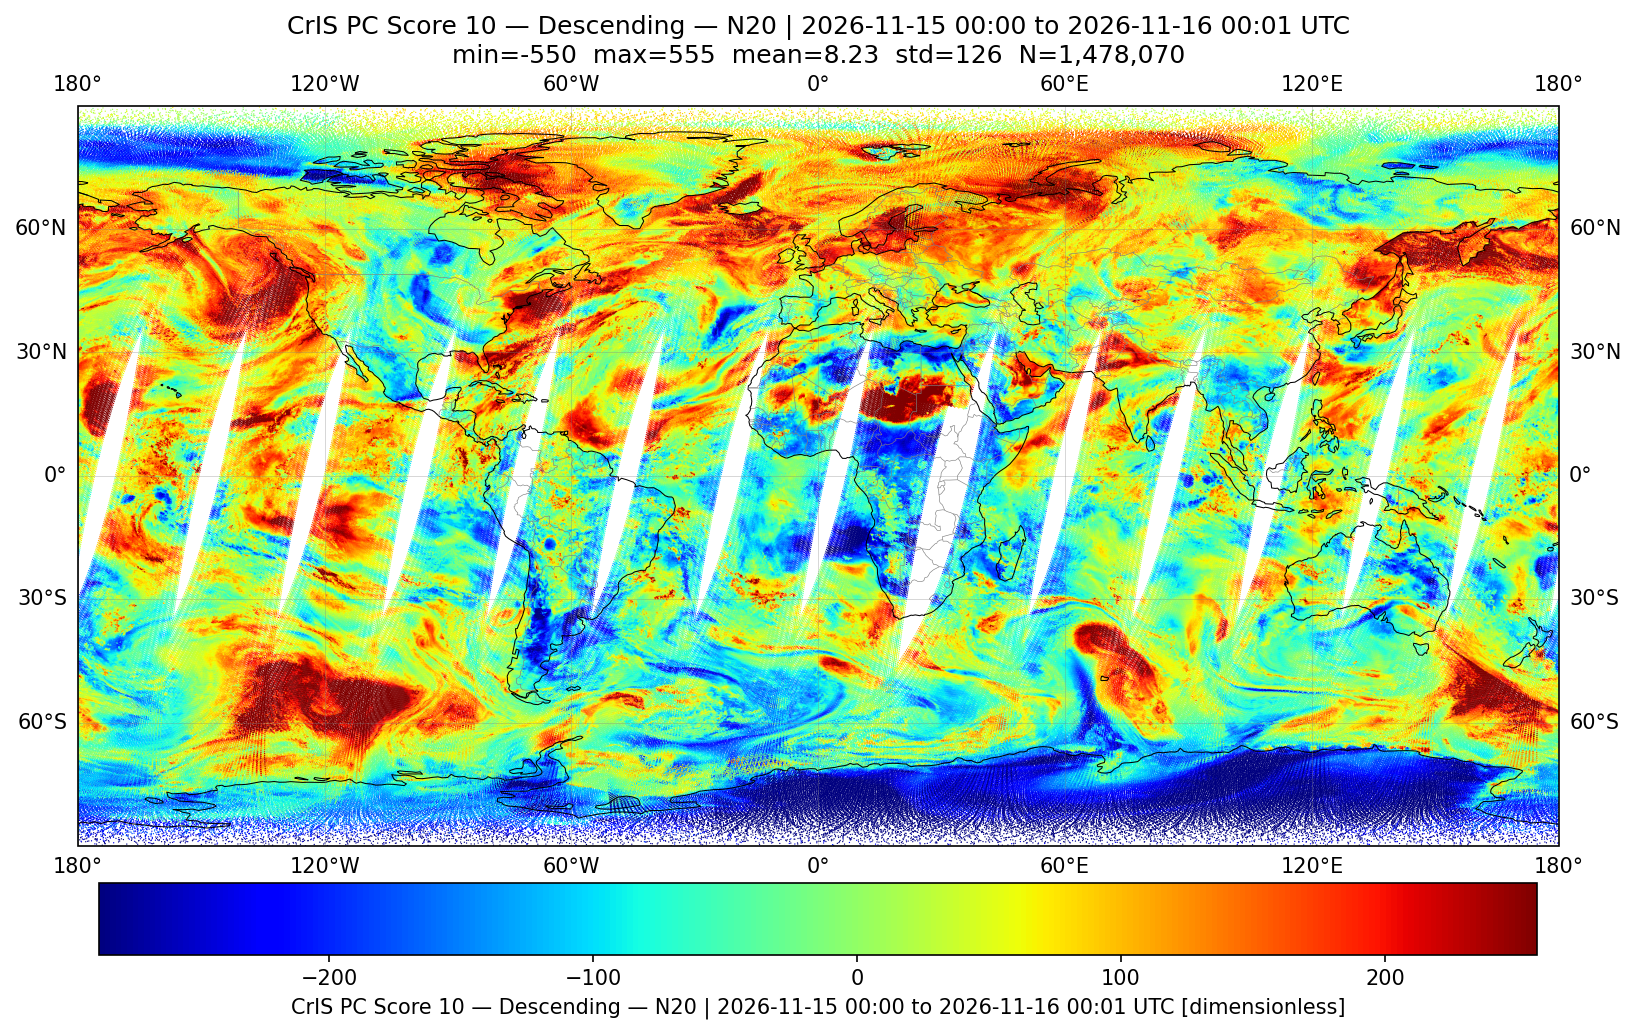 CrIS PC Score 10 — Descending — N20 | 2026-11-15 00:00 to 2026-11-16 00:01 UTC
min=-550  max=555  mean=8.23  std=126  N=1,478,070
180° 120°W 60°W 0° 60°E 120°E 180°
60°N 60°N
30°N 30°N
0° 0°
30°S 30°S
60°S 60°S
180° 120°W 60°W 0° 60°E 120°E 180°
−200 −100 0 100 200
CrIS PC Score 10 — Descending — N20 | 2026-11-15 00:00 to 2026-11-16 00:01 UTC [dimensionless]